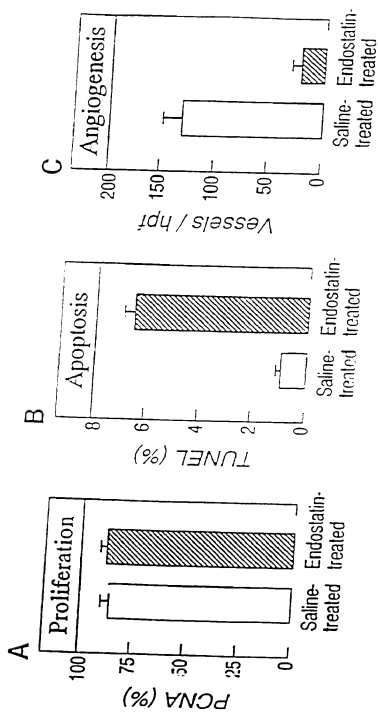 A
Proliferation
100
75
50
25
0
PCNA (%)
Saline-
treated
Endostatin-
treated
B
Apoptosis
8
6
4
2
0
TUNEL (%)
Saline-
treated
Endostatin-
treated
C
Angiogenesis
200
150
100
50
0
Vessels / hpf
Saline-
treated
Endostatin-
treated